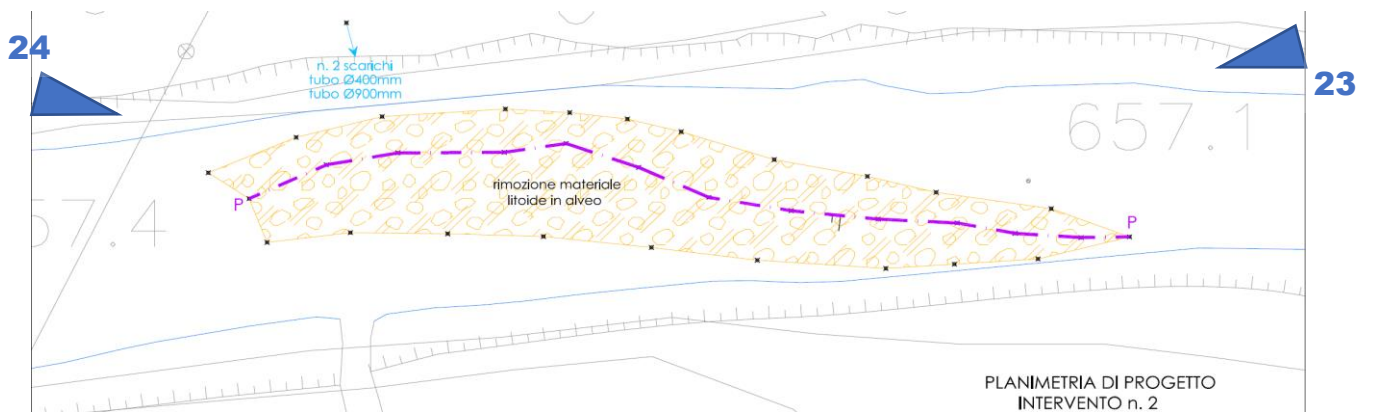 24
n. 2 scarichi
tubo Ø400mm
tubo Ø900mm
23
657.1
rimozione materiale
litoide in alveo
P
P
57.4
PLANIMETRIA DI PROGETTO
INTERVENTO n. 2